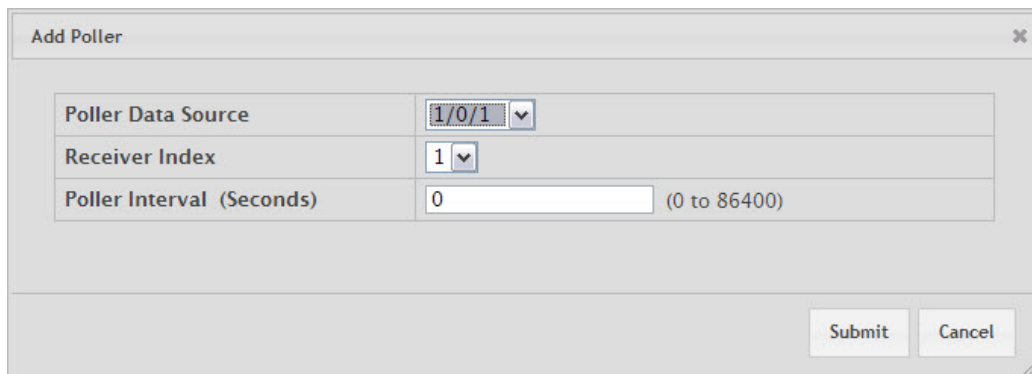 Add Poller
Poller Data Source 1/0/1
Receiver Index 1
Poller Interval (Seconds) 0 (0 to 86400)
Submit Cancel